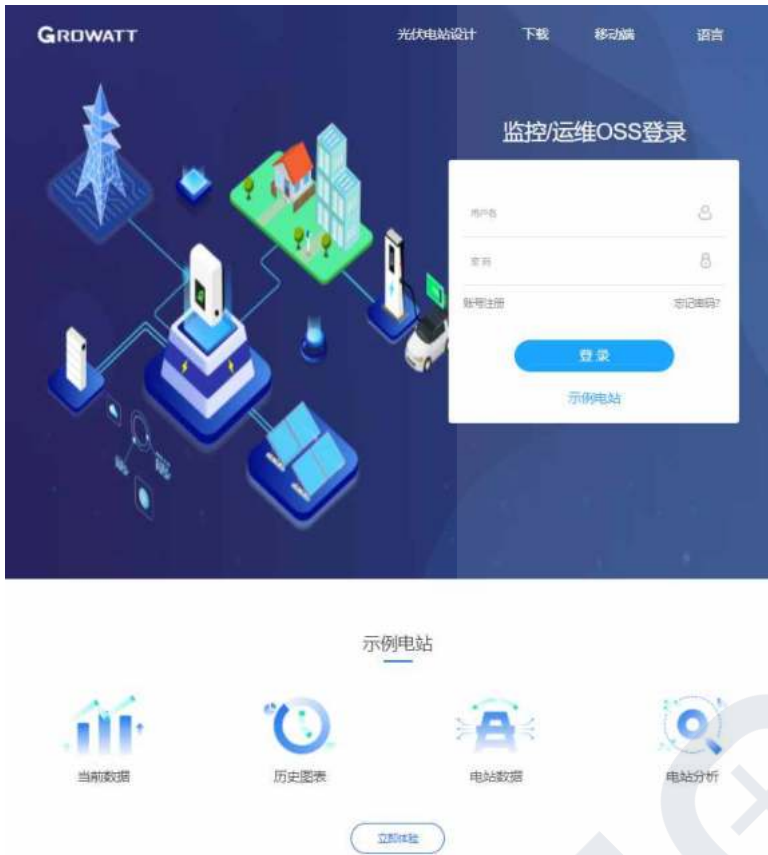 GROWATT
光伏电站设计 下载 移动端 语言
监控/运维OSS登录
用户名
密码
账号注册 忘记密码?
登录
示例电站
示例电站
当前数据 历史图表 电站数据 电站分析
立即体验